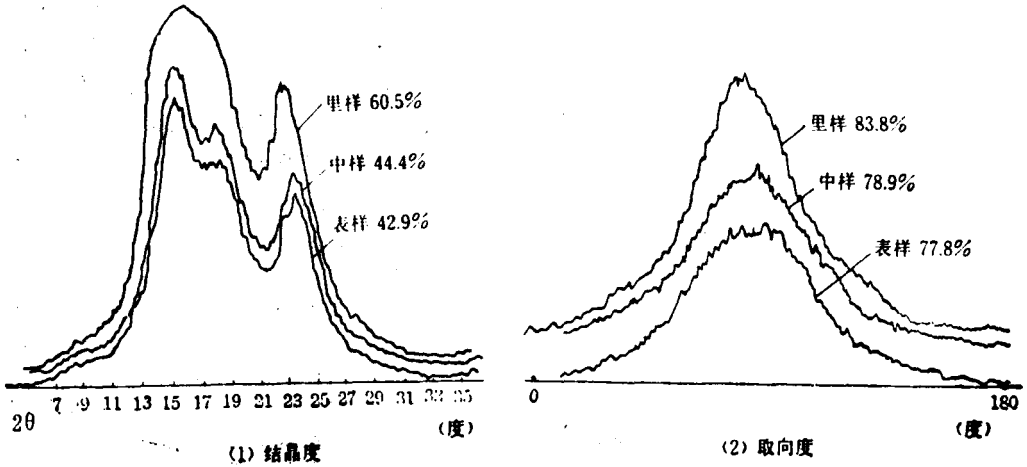 里样 60.5%
中样 44.4%
表样 42.9%
2θ 7 9 11 13 15 17 19 21 23 25 27 29 31 33 35
(度)
(1) 结晶度
里样 83.8%
中样 78.9%
表样 77.8%
0 180
(度)
(2) 取向度